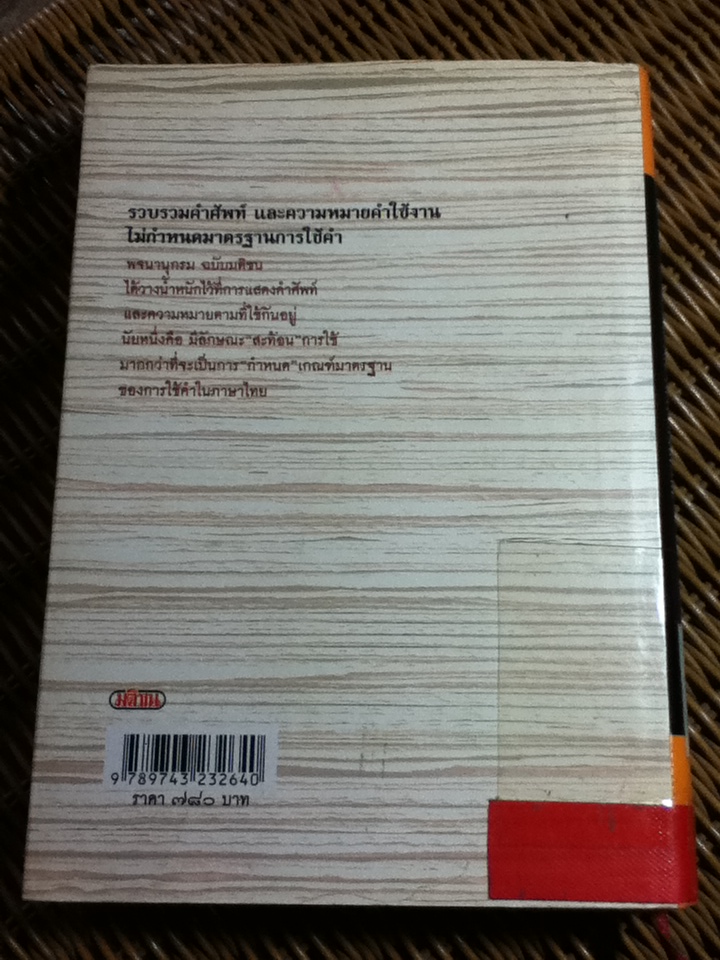 รวบรวมคำศัพท์ และความหมายคำใช้งาน
ไม่กำหนดมาตรฐานการใช้คำ
พจนานุกรม ฉบับมติชน
ได้วางน้ำหนักไว้ที่การแสดงคำศัพท์
และความหมายตามที่ใช้กันอยู่
นัยหนึ่งคือ มีลักษณะ"สะท้อน"การใช้
มากกว่าที่จะเป็นการ"กำหนด"เกณฑ์มาตรฐาน
ของการใช้คำในภาษาไทย
มติชน
9 789743 232640
ราคา ๗๘๐ บาท